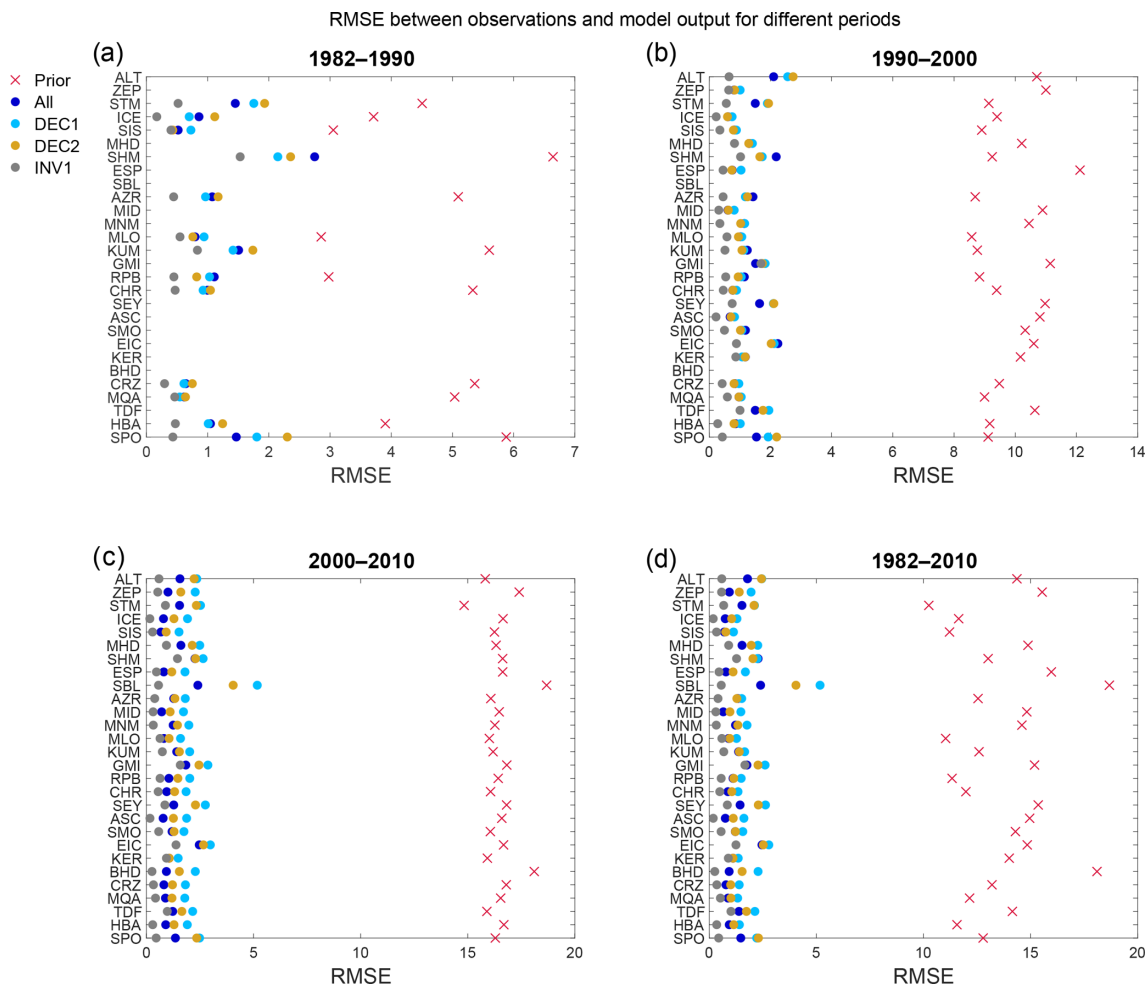 RMSE between observations and model output for different periods
Prior
All
DEC1
DEC2
INV1
(a)
1982–1990
ALT
ZEP
STM
ICE
SIS
MHD
SHM
ESP
SBL
AZR
MID
MNM
MLO
KUM
GMI
RPB
CHR
SEY
ASC
SMO
EIC
KER
BHD
CRZ
MQA
TDF
HBA
SPO
0 1 2 3 4 5 6 7
RMSE
(b)
1990–2000
ALT
ZEP
STM
ICE
SIS
MHD
SHM
ESP
SBL
AZR
MID
MNM
MLO
KUM
GMI
RPB
CHR
SEY
ASC
SMO
EIC
KER
BHD
CRZ
MQA
TDF
HBA
SPO
0 2 4 6 8 10 12 14
RMSE
(c)
2000–2010
ALT
ZEP
STM
ICE
SIS
MHD
SHM
ESP
SBL
AZR
MID
MNM
MLO
KUM
GMI
RPB
CHR
SEY
ASC
SMO
EIC
KER
BHD
CRZ
MQA
TDF
HBA
SPO
0 5 10 15 20
RMSE
(d)
1982–2010
ALT
ZEP
STM
ICE
SIS
MHD
SHM
ESP
SBL
AZR
MID
MNM
MLO
KUM
GMI
RPB
CHR
SEY
ASC
SMO
EIC
KER
BHD
CRZ
MQA
TDF
HBA
SPO
0 5 10 15 20
RMSE